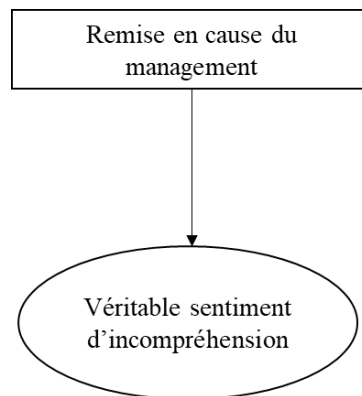 Remise en cause du
management
Véritable sentiment
d’incompréhension